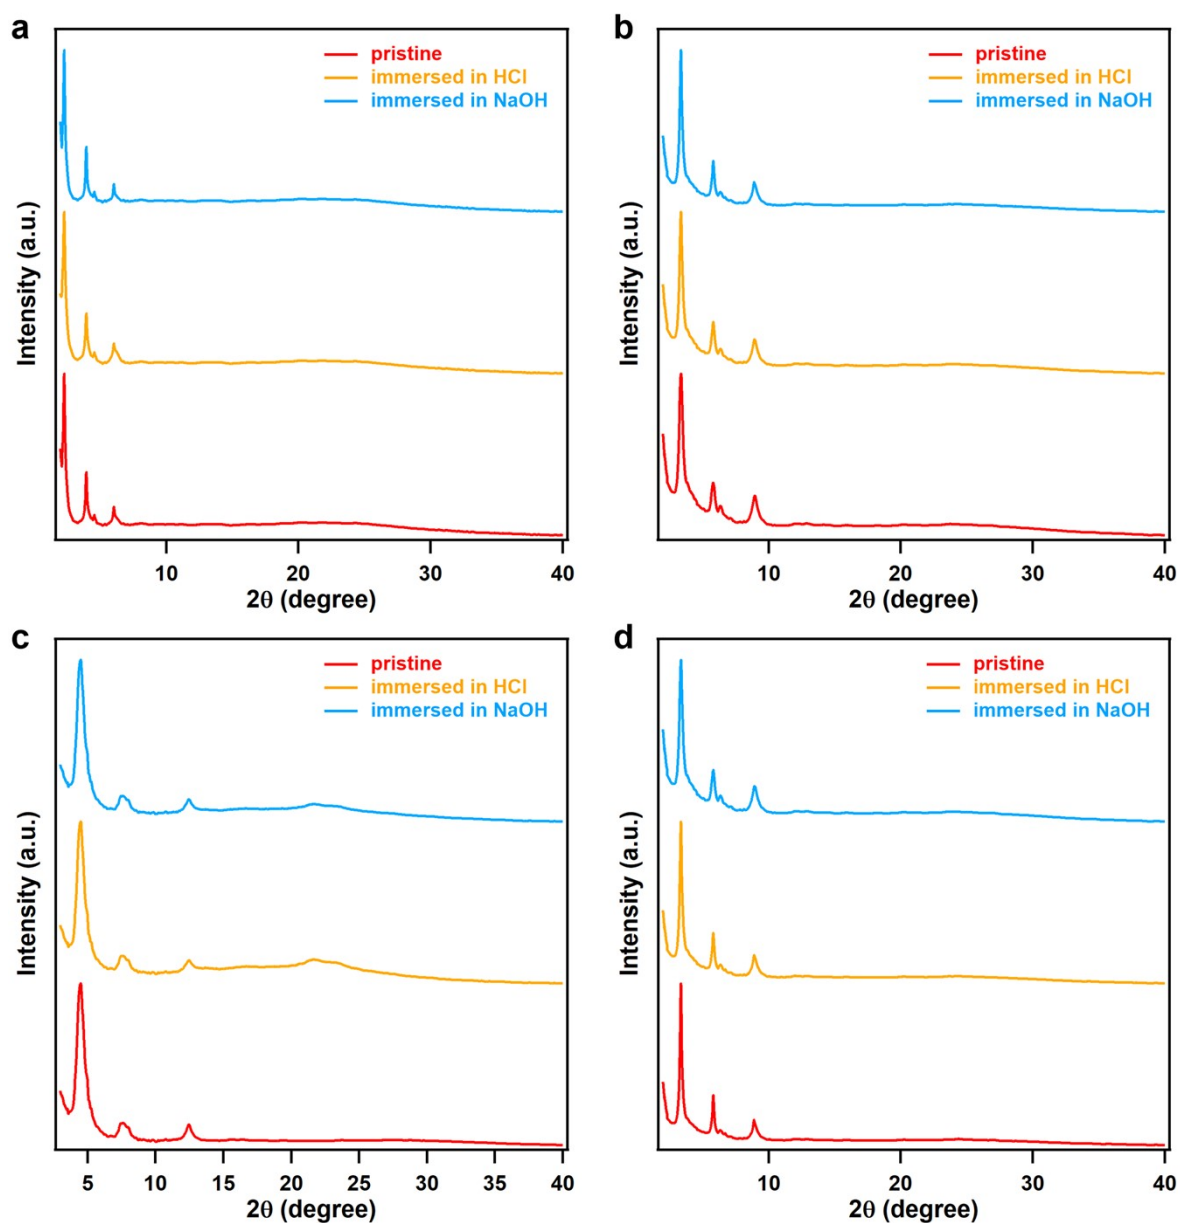 a
pristine
immersed in HCl
immersed in NaOH
Intensity (a.u.)
10 20 30 40
2θ (degree)
b
pristine
immersed in HCl
immersed in NaOH
Intensity (a.u.)
10 20 30 40
2θ (degree)
c
pristine
immersed in HCl
immersed in NaOH
Intensity (a.u.)
5 10 15 20 25 30 35 40
2θ (degree)
d
pristine
immersed in HCl
immersed in NaOH
Intensity (a.u.)
10 20 30 40
2θ (degree)